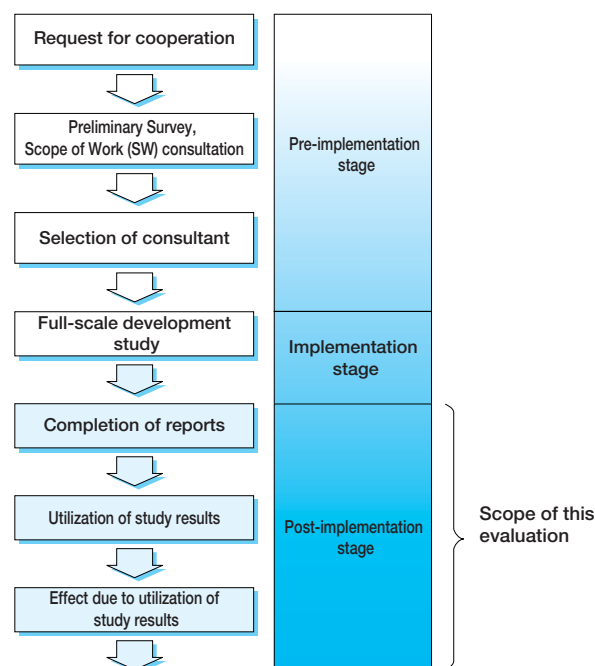 Request for cooperation
Preliminary Survey,
Scope of Work (SW) consultation
Selection of consultant
Full-scale development
study
Completion of reports
Utilization of study results
Effect due to utilization of
study results
Pre-implementation
stage
Implementation
stage
Post-implementation
stage
Scope of this
evaluation